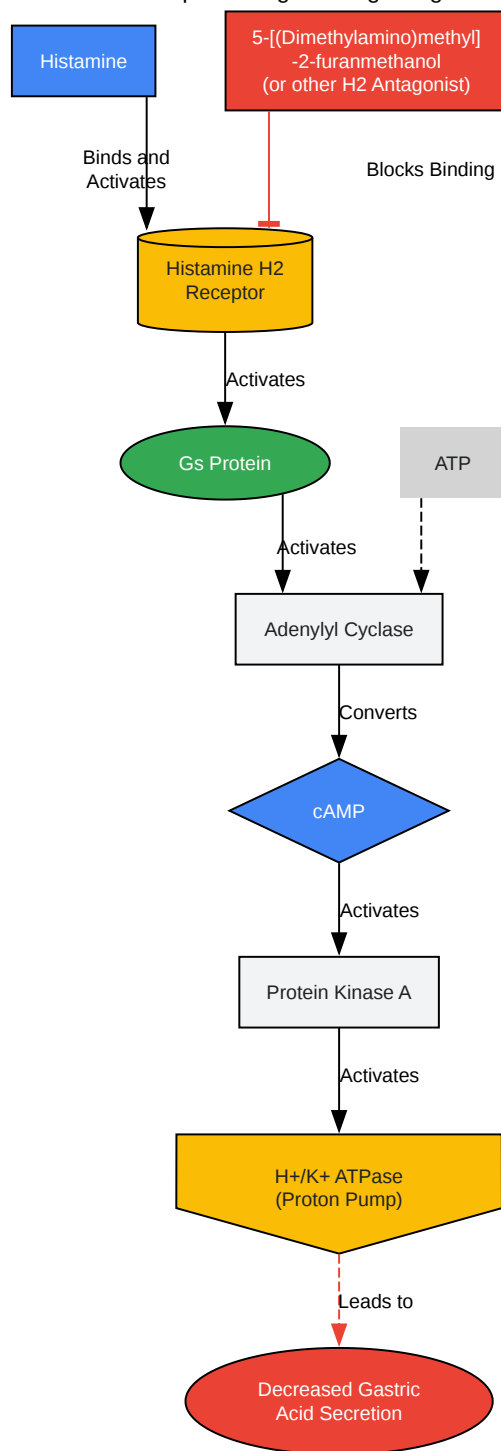 Histamine
5-[(Dimethylamino)methyl]
-2-furanmethanol
(or other H2 Antagonist)
Binds and
Activates
Blocks Binding
Histamine H2
Receptor
Activates
Gs Protein
ATP
Activates
Adenylyl Cyclase
Converts
cAMP
Activates
Protein Kinase A
Activates
H+/K+ ATPase
(Proton Pump)
Leads to
Decreased Gastric
Acid Secretion